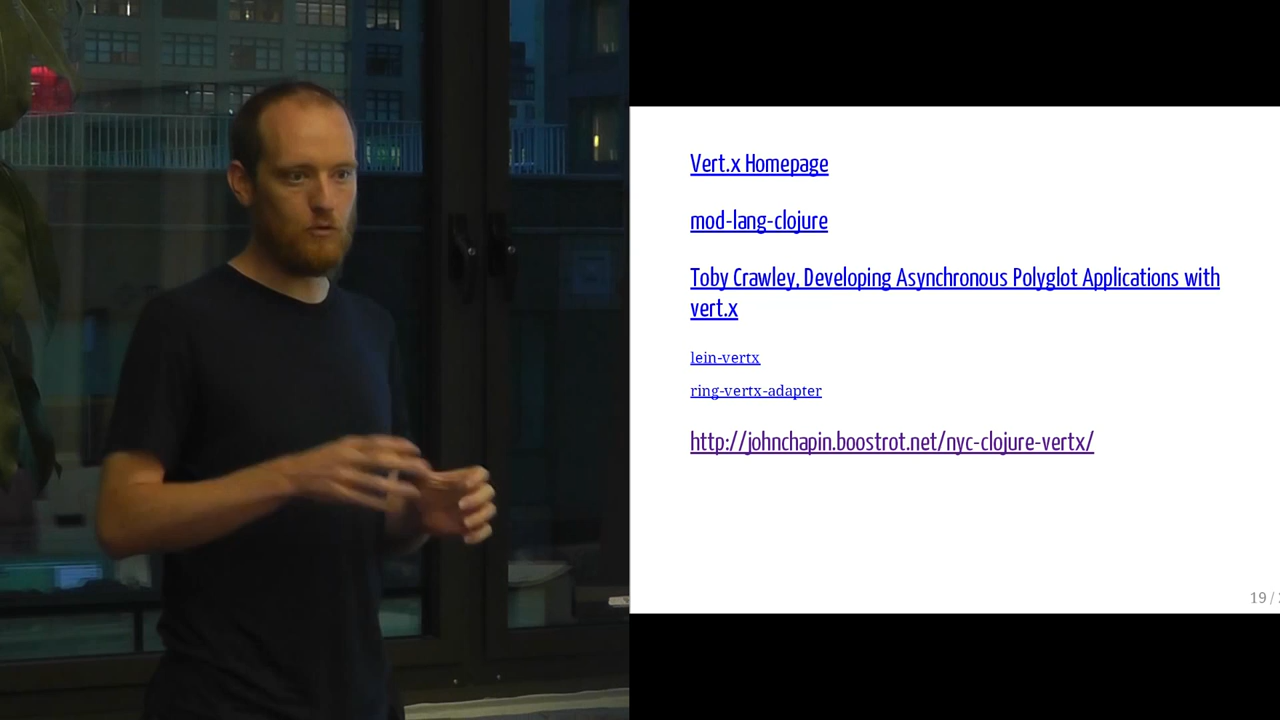 Vert.x Homepage
mod-lang-clojure
Toby Crawley, Developing Asynchronous Polyglot Applications with
vert.x
lein-vertx
ring-vertx-adapter
http://johnchapin.boostrot.net/nyc-clojure-vertx/
19 /